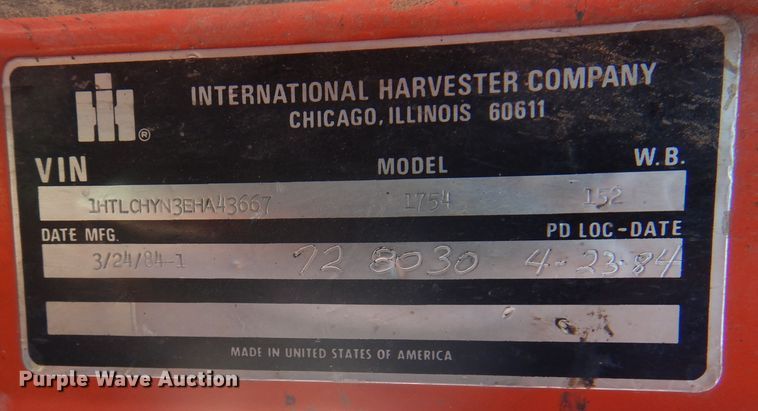 IH ®
INTERNATIONAL HARVESTER COMPANY
CHICAGO, ILLINOIS 60611
VIN MODEL W.B.
1HTLCHYN3EHA43667 1754 152
DATE MFG. PD LOC-DATE
3/24/84-1 72 8030 4-23-84
MADE IN UNITED STATES OF AMERICA
Purple Wave Auction